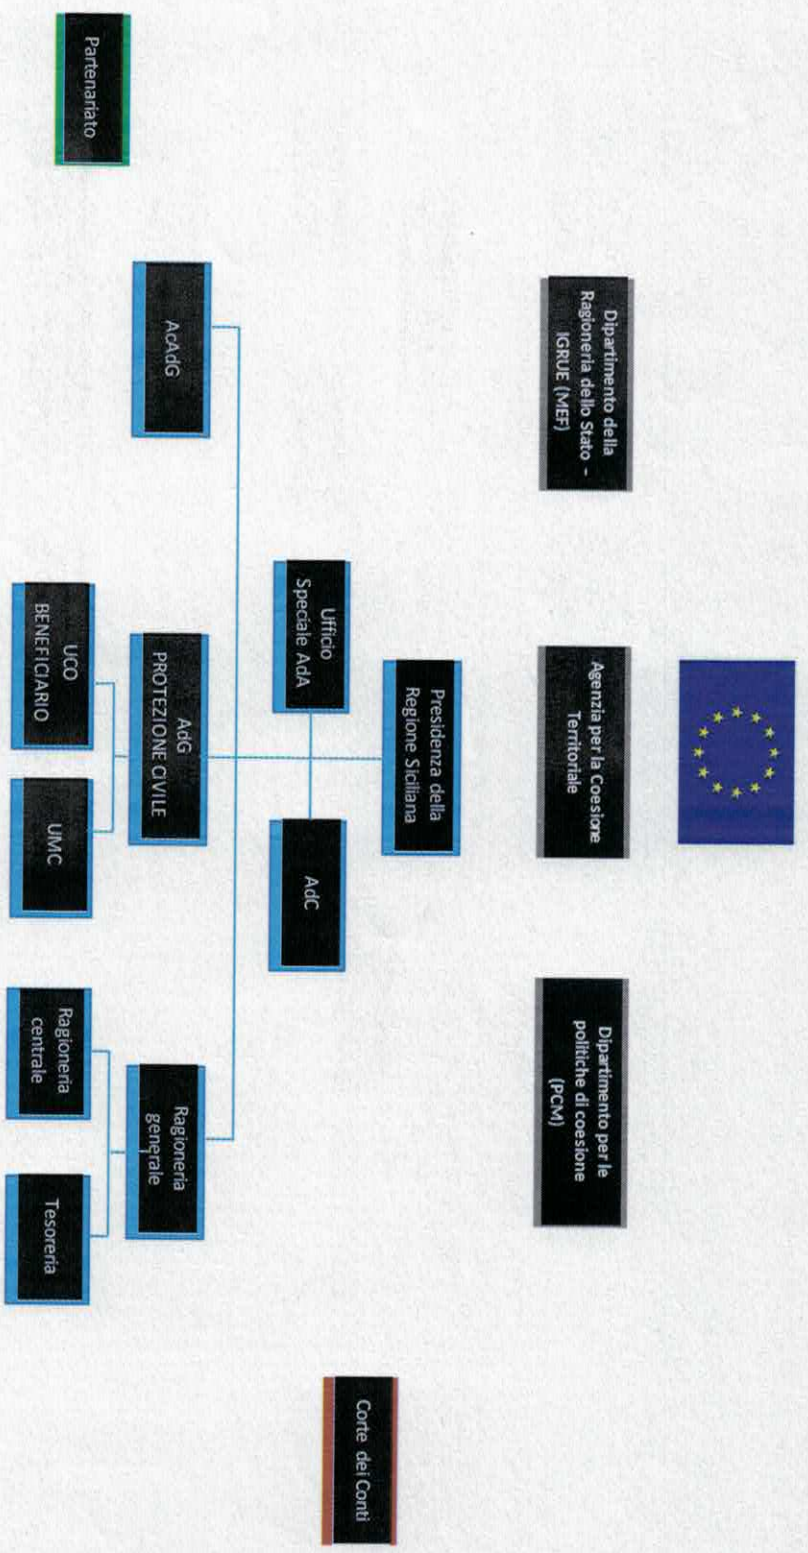 Dipartimento della
Ragioneria dello Stato –
IGRUE (MEF)
Agenzia per la Coesione
Territoriale
Dipartimento per le
politiche di coesione
(PCM)
Presidenza della
Regione Siciliana
Corte dei Conti
Ufficio
Speciale AdA
AdC
AcAdG
AdG
PROTEZIONE CIVILE
Ragioneria
generale
Partenariato
UCO
BENEFICIARIO
UMC
Ragioneria
centrale
Tesoreria